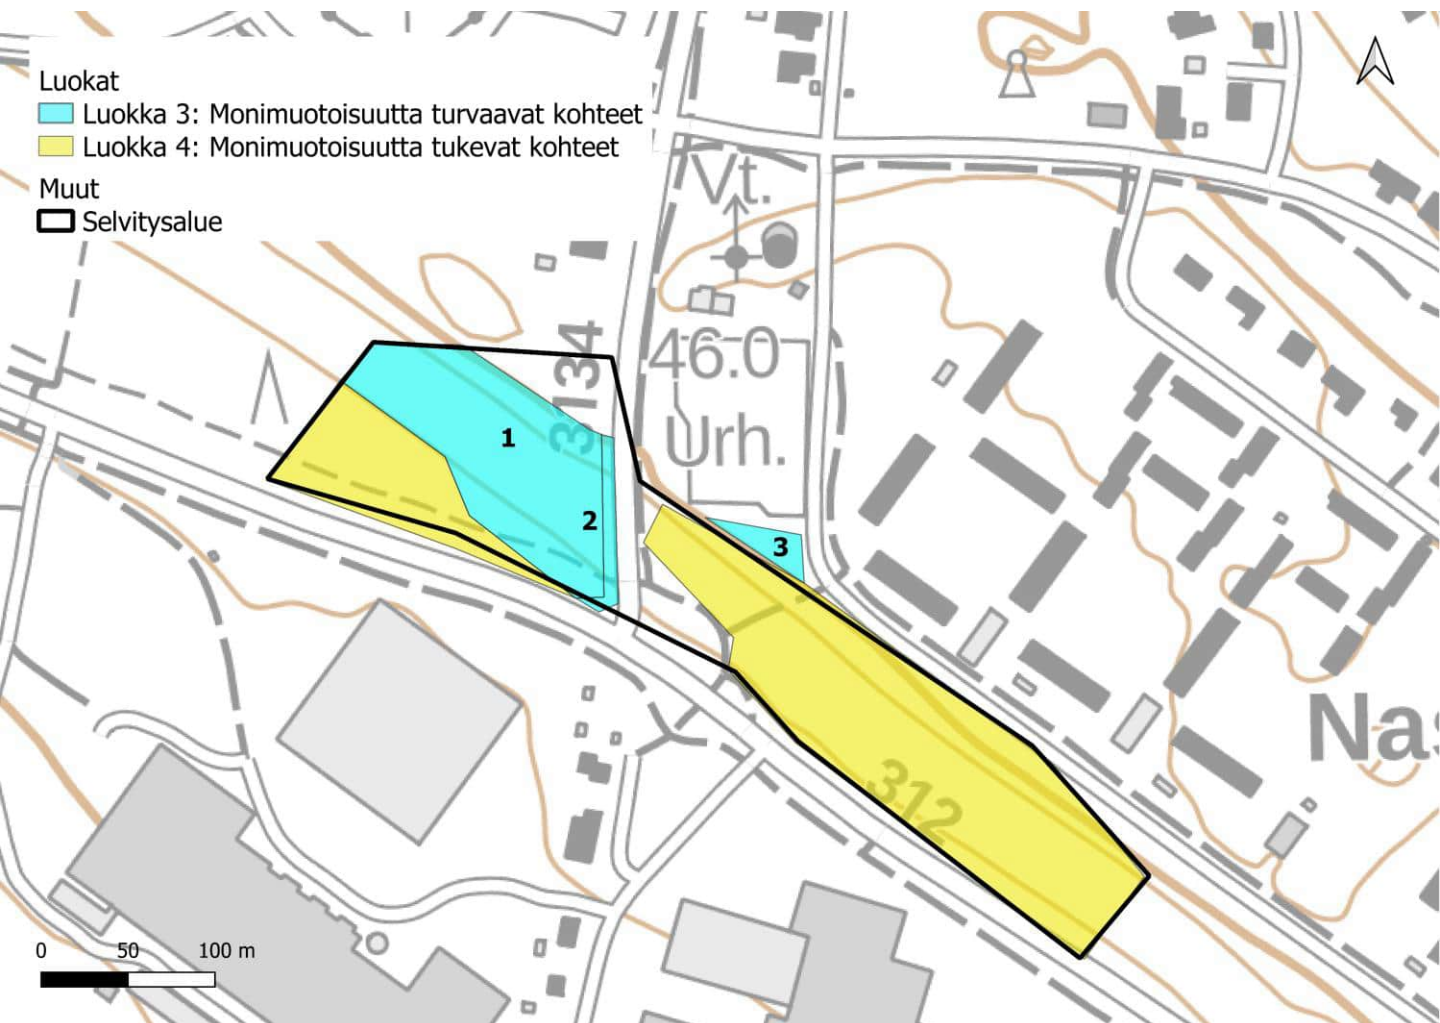 Luokat
Luokka 3: Monimuotoisuutta turvaavat kohteet
Luokka 4: Monimuotoisuutta tukevat kohteet
Muut
Selvitysalue
Vt.
3134
46.0
Urh.
1
2
3
312
Nas
0 50 100 m